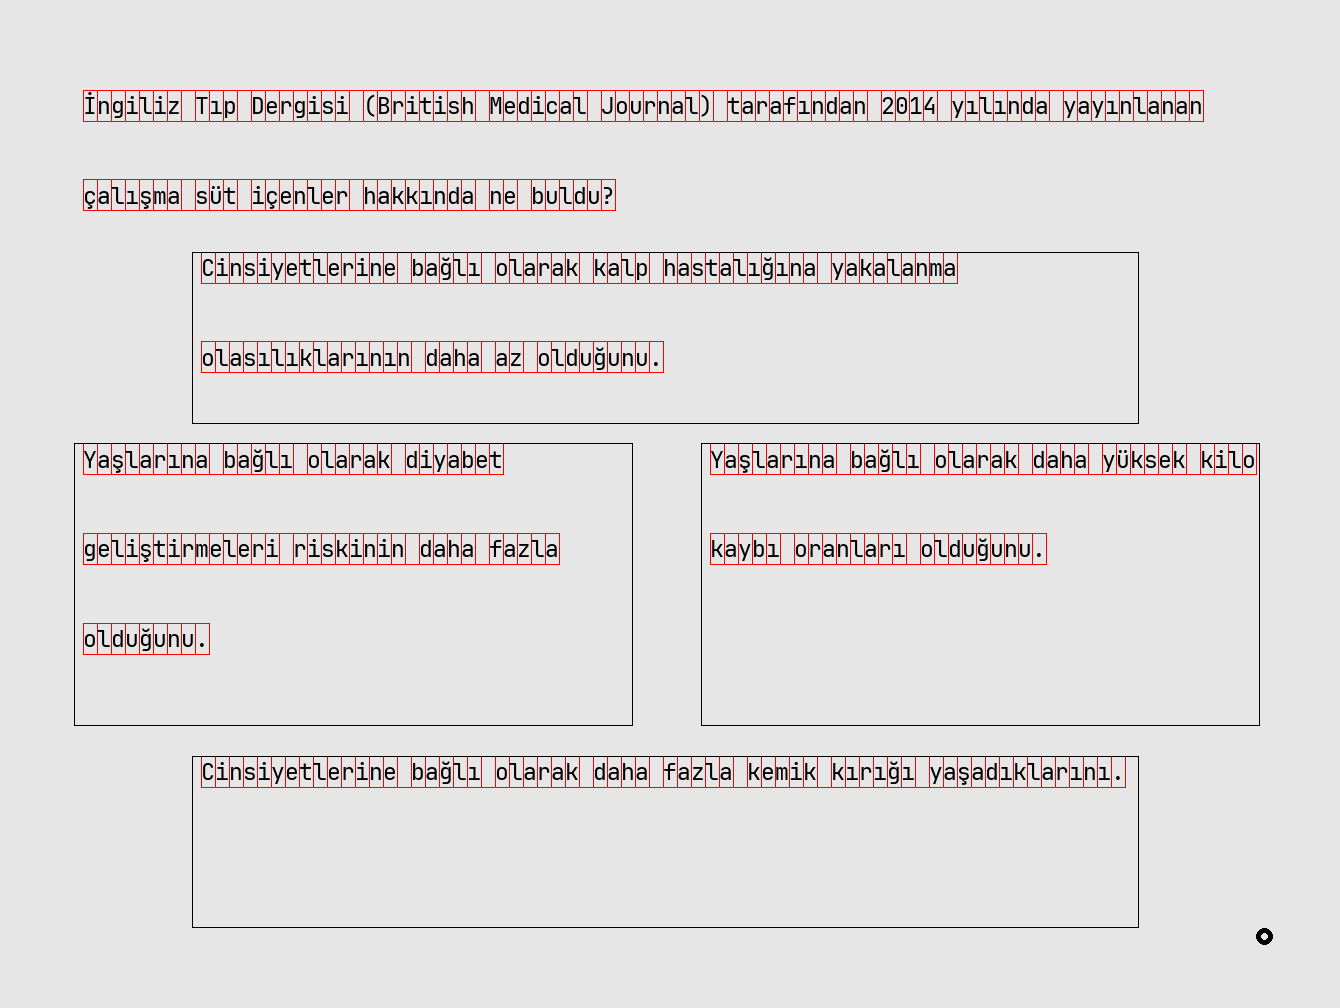 İngiliz Tıp Dergisi (British Medical Journal) tarafından 2014 yılında yayınlanan
çalışma süt içenler hakkında ne buldu?
Cinsiyetlerine bağlı olarak kalp hastalığına yakalanma
olasılıklarının daha az olduğunu.
Yaşlarına bağlı olarak diyabet
geliştirmeleri riskinin daha fazla
olduğunu.
Yaşlarına bağlı olarak daha yüksek kilo
kaybı oranları olduğunu.
Cinsiyetlerine bağlı olarak daha fazla kemik kırığı yaşadıklarını.